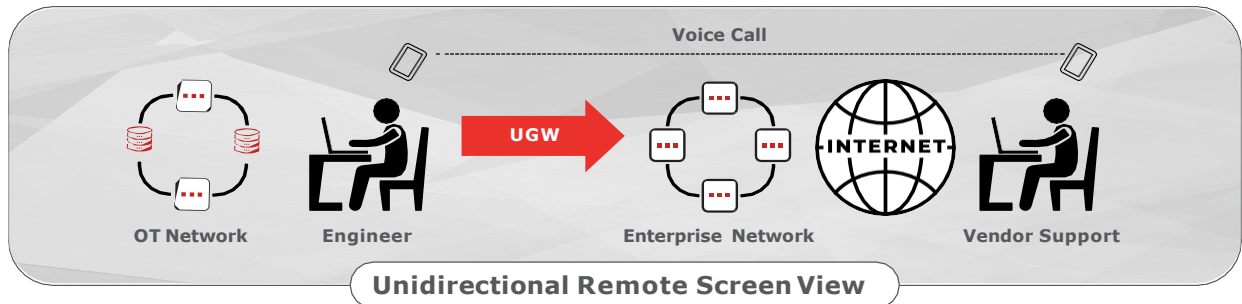 Voice Call
UGW
INTERNET
OT Network
Engineer
Enterprise Network
Vendor Support
Unidirectional Remote Screen View